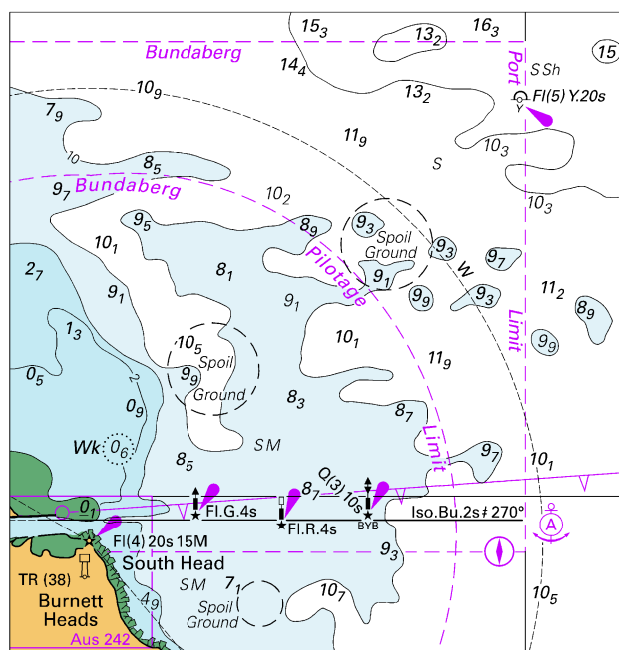 15₃
13₂
16₃
Bundaberg
Port
15
14₄
S Sh
10₉
13₂
Fl(5) Y.20s
Y
7₉
11₉
10₃
10
8₅
S
9₇
Bundaberg
10₂
10₃
9₅
8₉
9₃
10₁
Spoil
Ground
9₃
9₇
2₇
8₁
Pilotage
W
9₁
9₁
9₁
9₉
9₃
11₂
8₉
1₃
10₅
10₁
Limit
9₉
0₅
Spoil
9₉
Ground
11₉
2
0₉
8₃
8₇
Wk
0₆
8₅
S M
Limit
9₇
10₁
0₁
Fl.G.4s
8₇
Fl.R.4s
Q(3) 10s
BYB
Iso.Bu.2s 270°
A
Fl(4) 20s 15M
9₃
South Head
TR (38)
S M
7₁
10₇
10₅
Burnett
Heads
4₉
Spoil
Ground
Aus 242